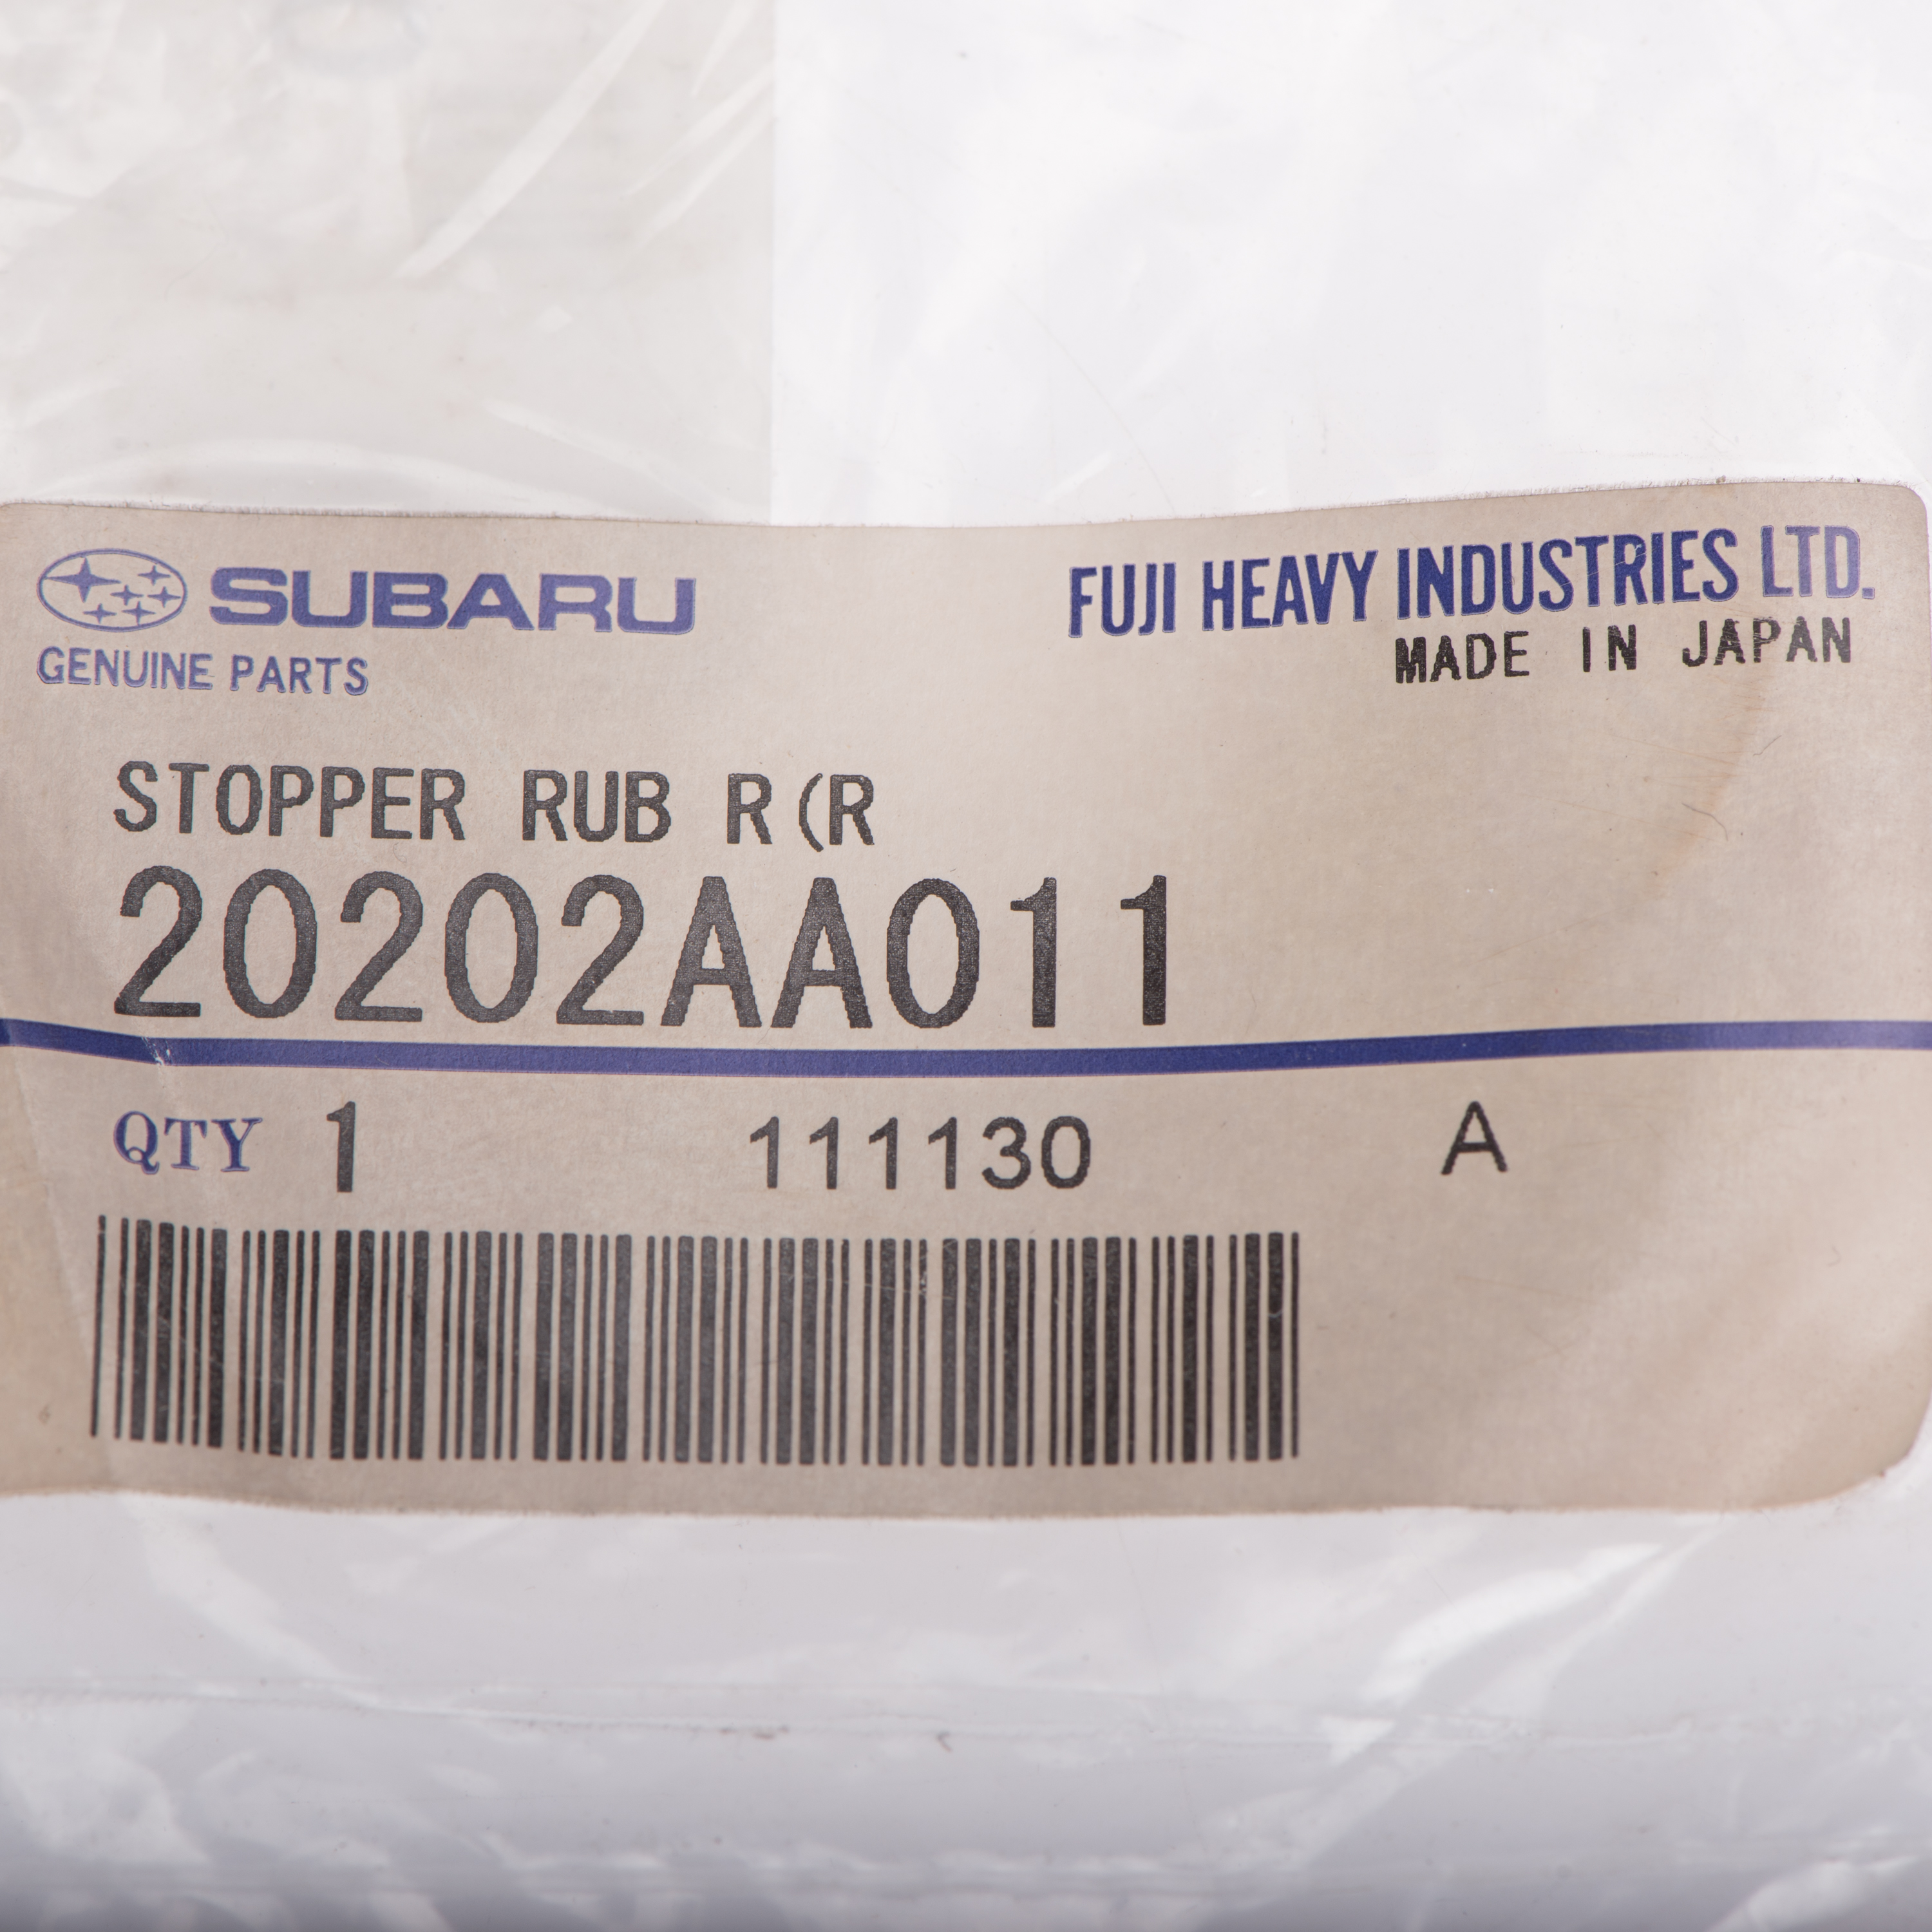 SUBARU
GENUINE PARTS
FUJI HEAVY INDUSTRIES LTD.
MADE IN JAPAN
STOPPER RUB R(R
20202AA011
QTY 1 111130 A